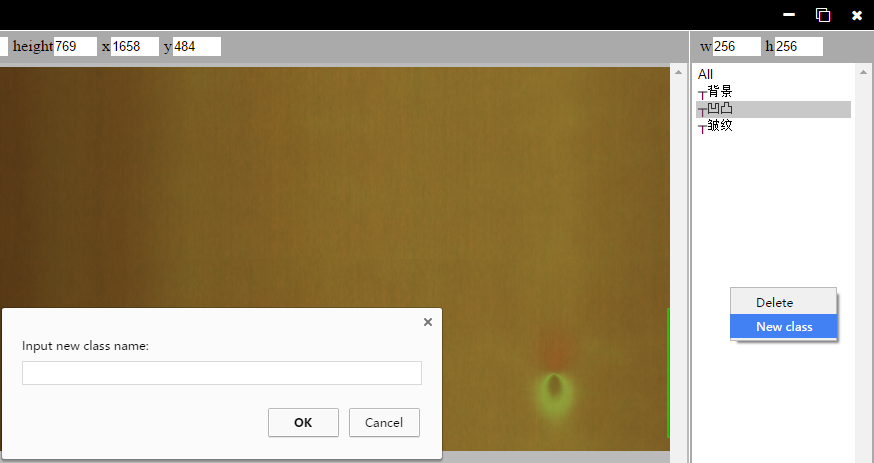 height 769 x 1658 y 484
w 256 h 256
All
背景
凹凸
皱纹
Delete
New class
Input new class name:
OK Cancel